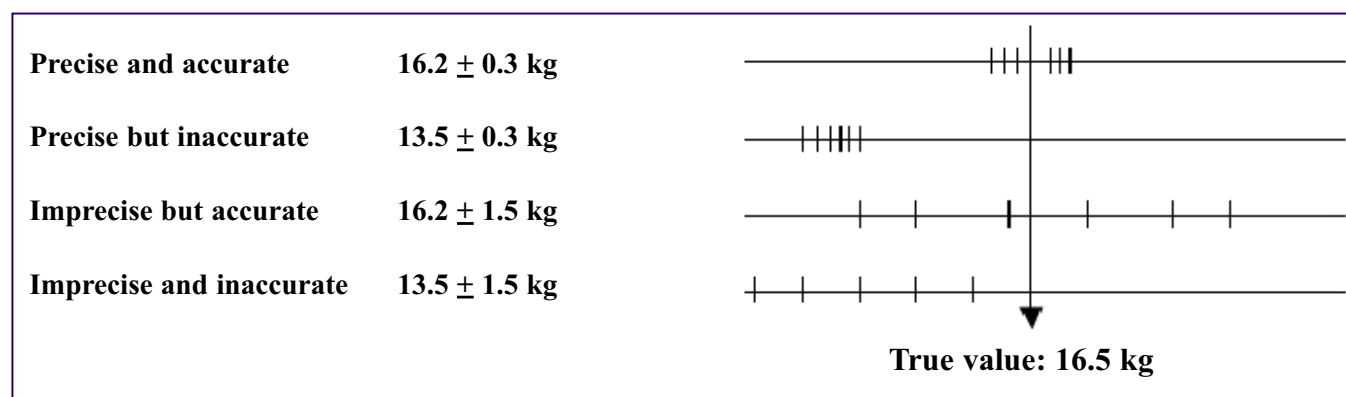 Precise and accurate 16.2 ± 0.3 kg
Precise but inaccurate 13.5 ± 0.3 kg
Imprecise but accurate 16.2 ± 1.5 kg
Imprecise and inaccurate 13.5 ± 1.5 kg
True value: 16.5 kg